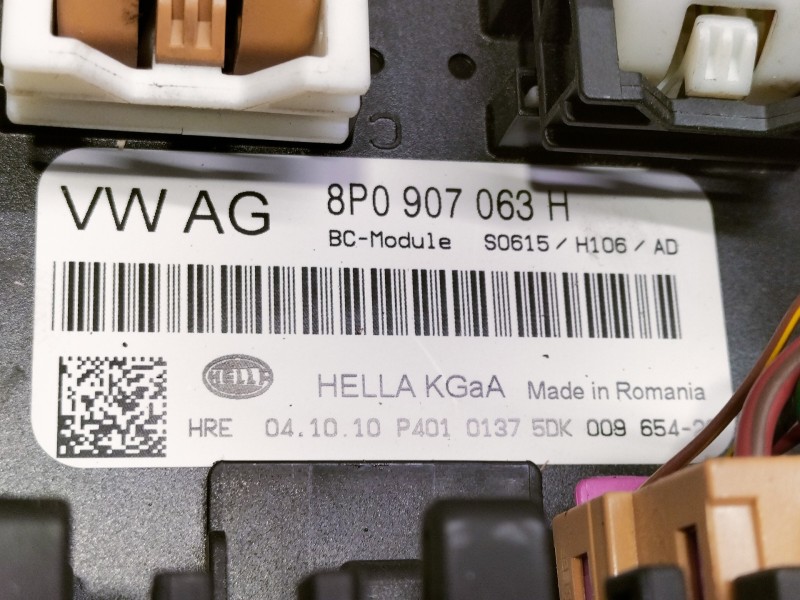 VW AG 8P0 907 063 H
BC-Module S0615 / H106 / AD
HELLA HELLA KGaA Made in Romania
HRE 04.10.10 P401 0137 5DK 009 654-